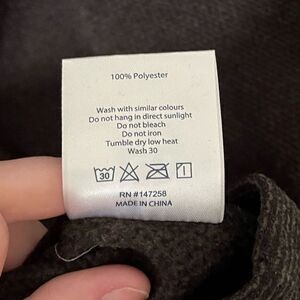 100% Polyester
Wash with similar colours
Do not hang in direct sunlight
Do not bleach
Do not iron
Tumble dry low heat
Wash 30
30
RN #147258
MADE IN CHINA